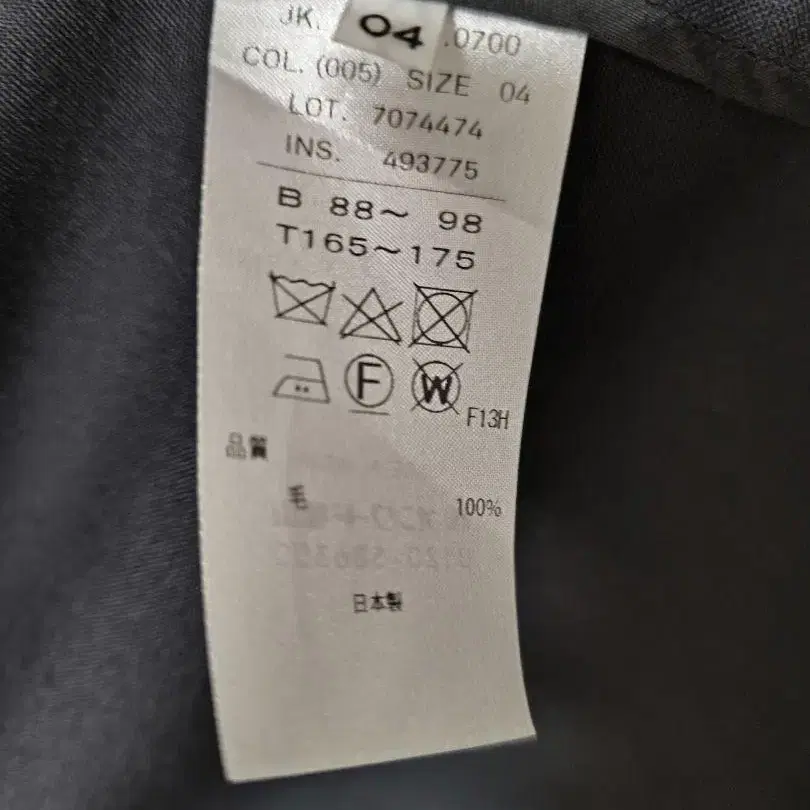 JK. 04 .0700
COL. (005) SIZE 04
LOT. 7074474
INS. 493775
B 88～ 98
T165～175
F W
F13H
品質
毛 100%
日本製